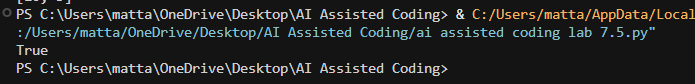 PS C:\Users\matta\OneDrive\Desktop\AI Assisted Coding> & C:/Users/matta/AppData/Local
:/Users/matta/OneDrive/Desktop/AI Assisted Coding/ai assisted coding lab 7.5.py"
True
PS C:\Users\matta\OneDrive\Desktop\AI Assisted Coding>